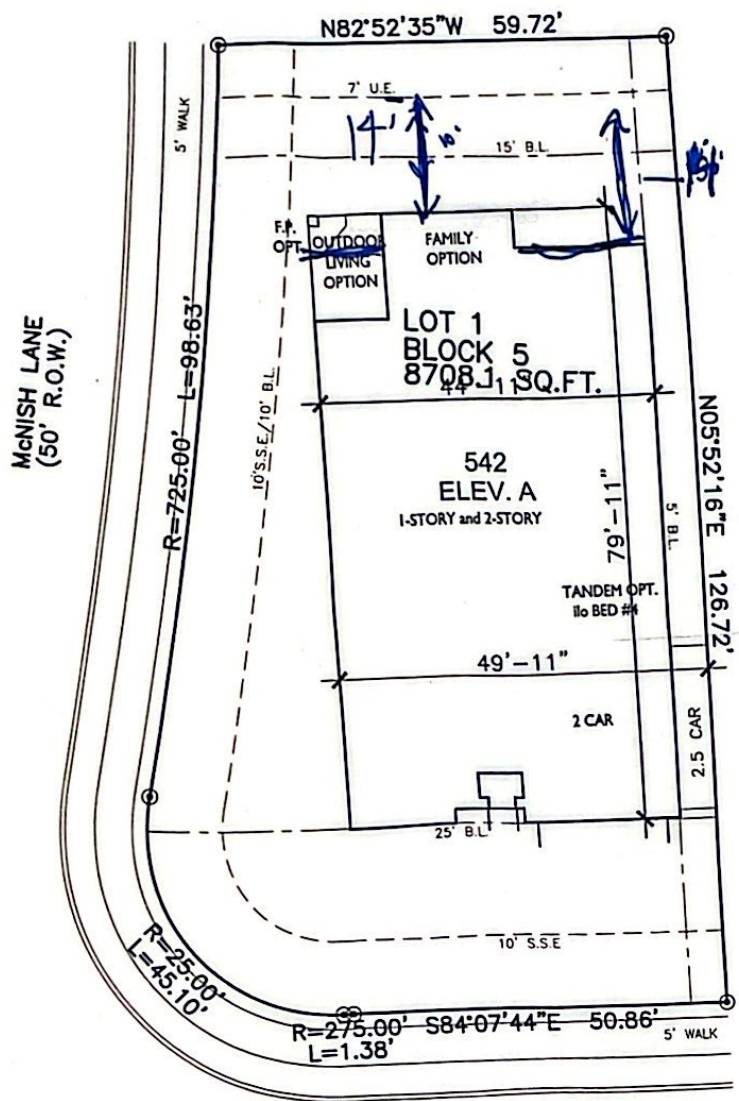 N82°52'35"W 59.72'
7' U.E.
5' WALK
14'
10'
15' B.L.
F.P.
OPT.
OUTDOOR
LIVING
OPTION
FAMILY
OPTION
LOT 1
BLOCK 5
8708.1 SQ.FT.
44'-11"
McNISH LANE
(50' R.O.W.)
R=725.00' L=98.63'
10'S.S.E/10' B.L.
542
ELEV. A
1-STORY and 2-STORY
79'-11"
5' B.L.
N05°52'16"E 126.72'
TANDEM OPT.
llo BED #4
49'-11"
2 CAR
2.5 CAR
25' B.L.
10' S.S.E
R=25.00'
L=45.10'
R=275.00' S84°07'44"E 50.86'
L=1.38'
5' WALK